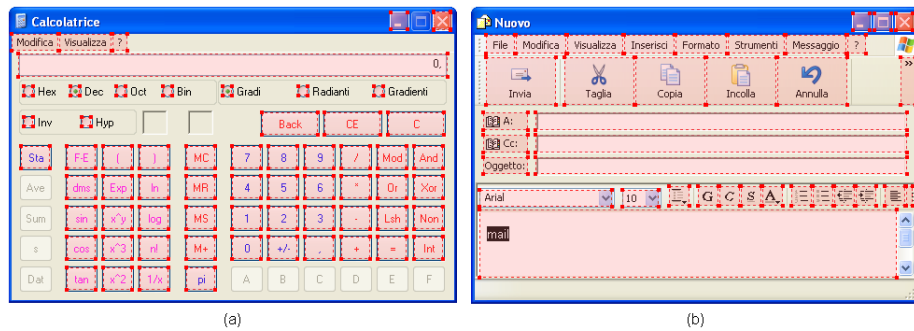 Calcolatrice
Modifica Visualizza ?
0,
Hex Dec Oct Bin Gradi Radianti Gradienti
Inv Hyp Back CE C
Sta F-E ( ) MC 7 8 9 / Mod And
Ave dms Exp ln MR 4 5 6 * Or Xor
Sum sin x^y log MS 1 2 3 - Lsh Not
s cos x^3 n! M+ 0 +/- , + = Int
Dat tan x^2 1/x pi A B C D E F
(a)
Nuovo
File Modifica Visualizza Inserisci Formato Strumenti Messaggio ? »
Invia Taglia Copia Incolla Annulla
A:
Cc:
Oggetto:
Arial 10 G C S A
mail
(b)